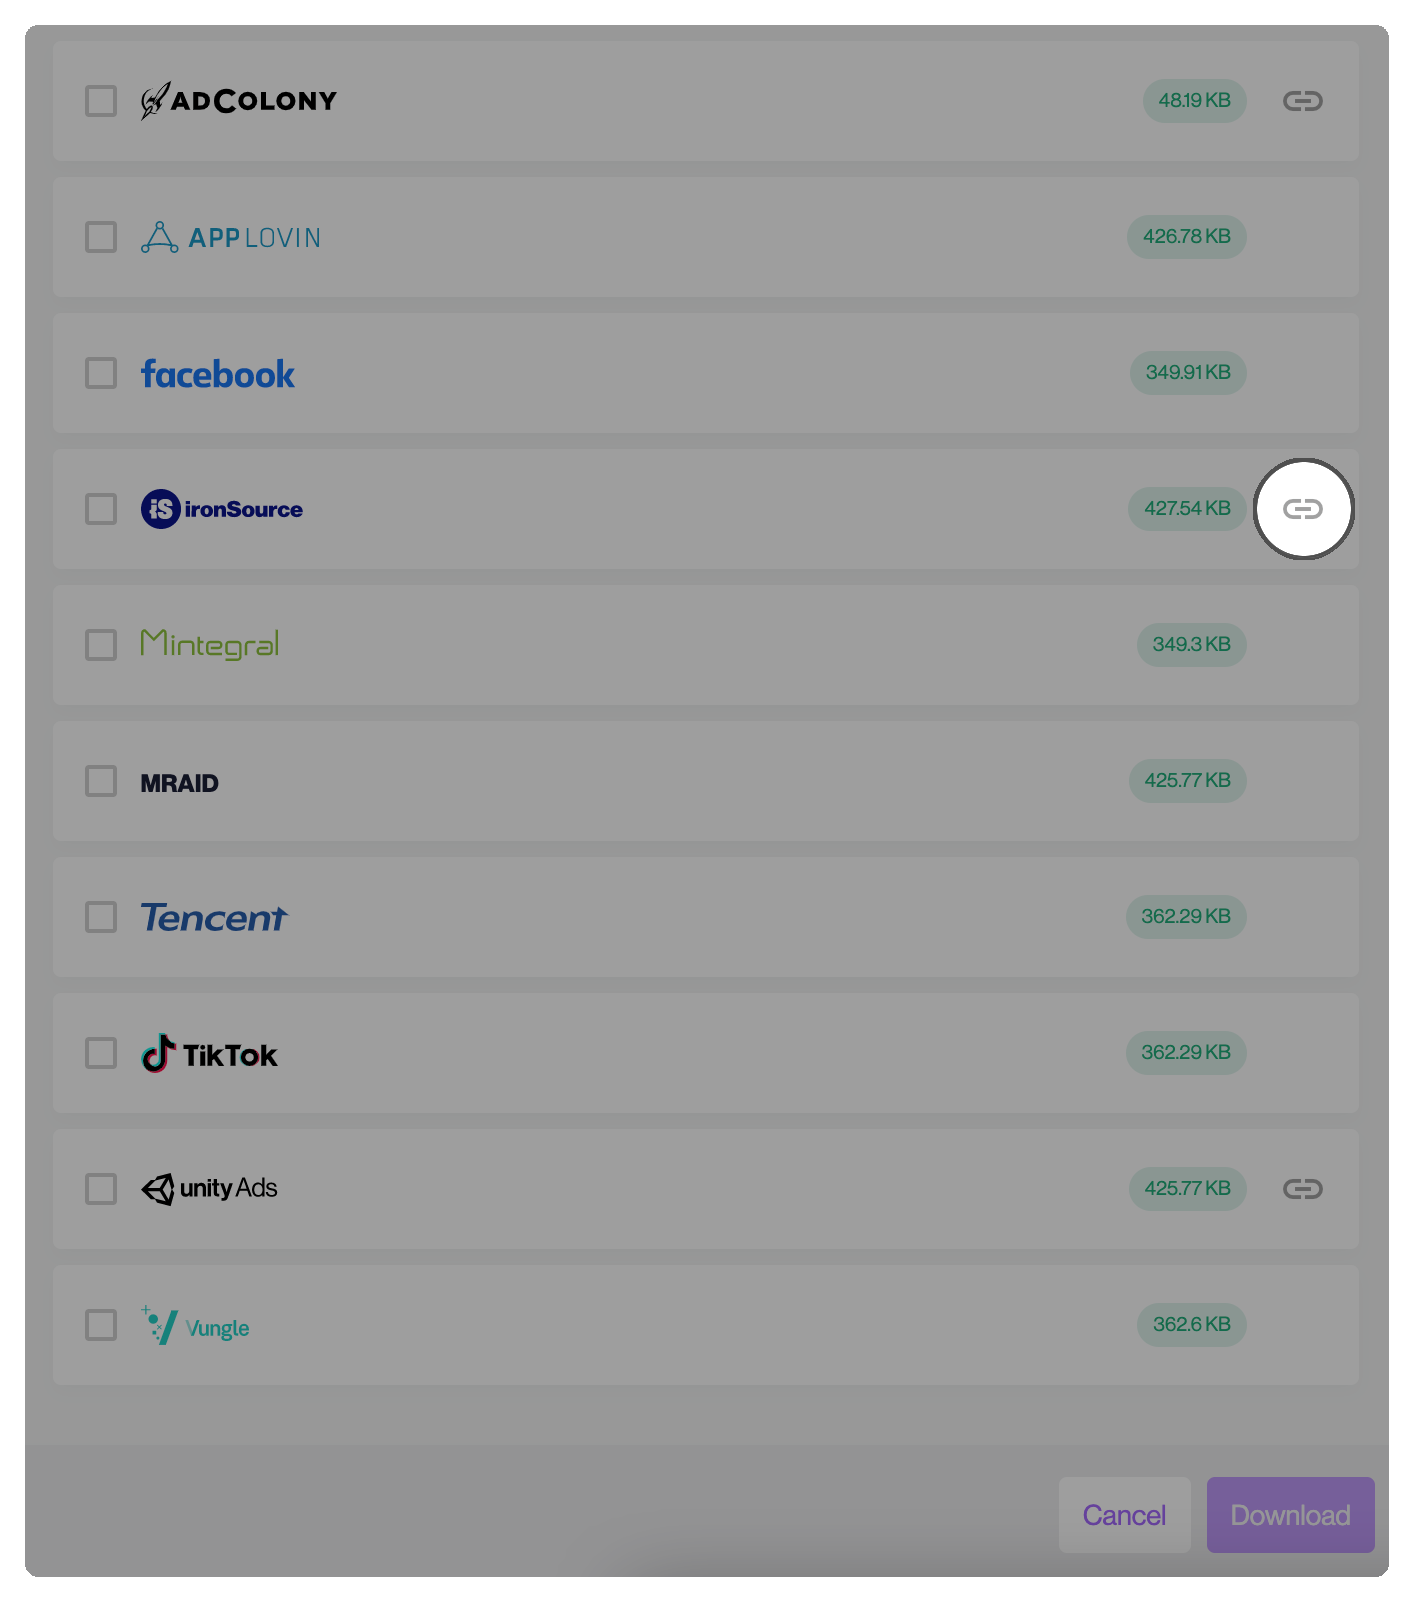 ADCOLONY 48.19 KB
APPLOVIN 426.78 KB
facebook 349.91 KB
iS ironSource 427.54 KB
Mintegral 349.3 KB
MRAID 425.77 KB
Tencent 362.29 KB
TikTok 362.29 KB
unity Ads 425.77 KB
Vungle 362.6 KB
Cancel Download